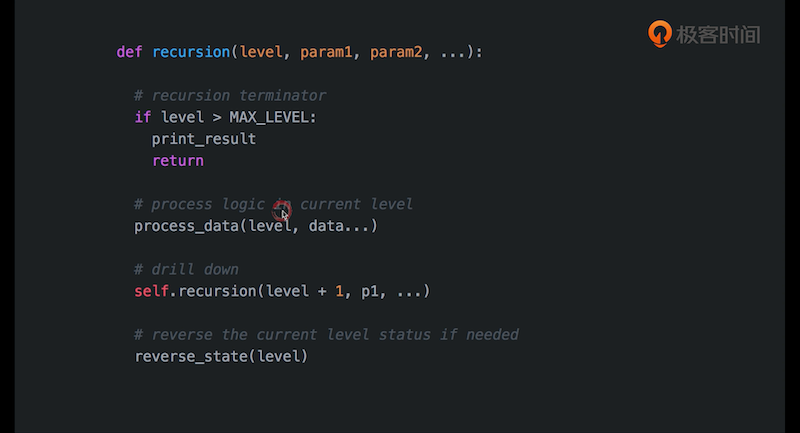 极客时间
def recursion(level, param1, param2, ...):
# recursion terminator
if level > MAX_LEVEL:
print_result
return
# process logic in current level
process_data(level, data...)
# drill down
self.recursion(level + 1, p1, ...)
# reverse the current level status if needed
reverse_state(level)